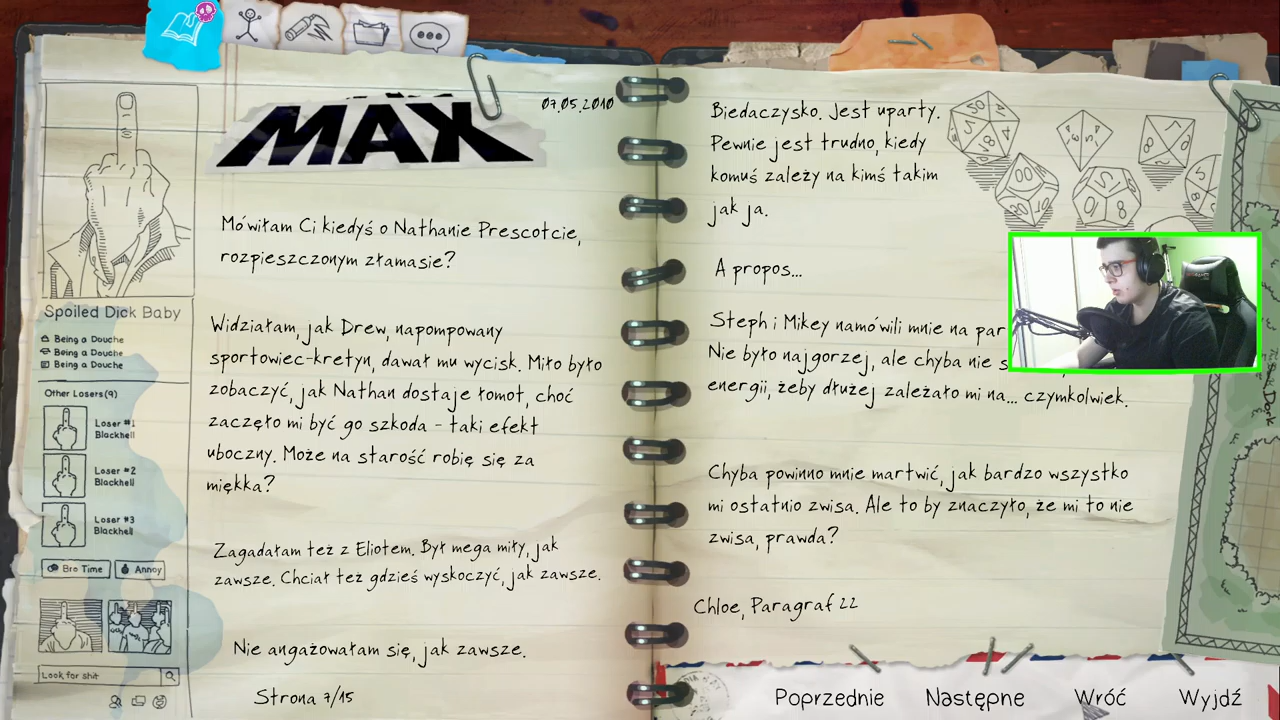 MAX
07.05.2010
Mówiłam Ci kiedyś o Nathanie Prescotcie,
rozpieszczonym złamasie?
Widziałam, jak Drew, napompowany
sportowiec-kretyn, dawał mu wycisk. Miło było
zobaczyć, jak Nathan dostaje łomot, choć
zaczęło mi być go szkoda - taki efekt
uboczny. Może na starość robię się za
miękka?
Zagadałam też z Eliotem. Był mega miły, jak
zawsze. Chciał też gdzieś wyskoczyć, jak zawsze.
Nie angażowałam się, jak zawsze.
Strona 7/15
Spoiled Dick Baby
Being a Douche
Being a Douche
Being a Douche
Other Losers(9)
Loser #1
Blackhell
Loser #2
Blackhell
Loser #3
Blackhell
Bro Time
Annoy
Look for shit
Biedaczysko. Jest uparty.
Pewnie jest trudno, kiedy
komuś zależy na kimś takim
jak ja.
A propos...
Steph i Mikey namówili mnie na
Nie było najgorzej, ale chyba nie
energii, żeby dłużej zależało mi na... czymkolwiek.
Chyba powinno mnie martwić, jak bardzo wszystko
mi ostatnio zwisa. Ale to by znaczyło, że mi to nie
zwisa, prawda?
Chloe, Paragraf 22
Poprzednie
Następne
Wróć
Wyjdź